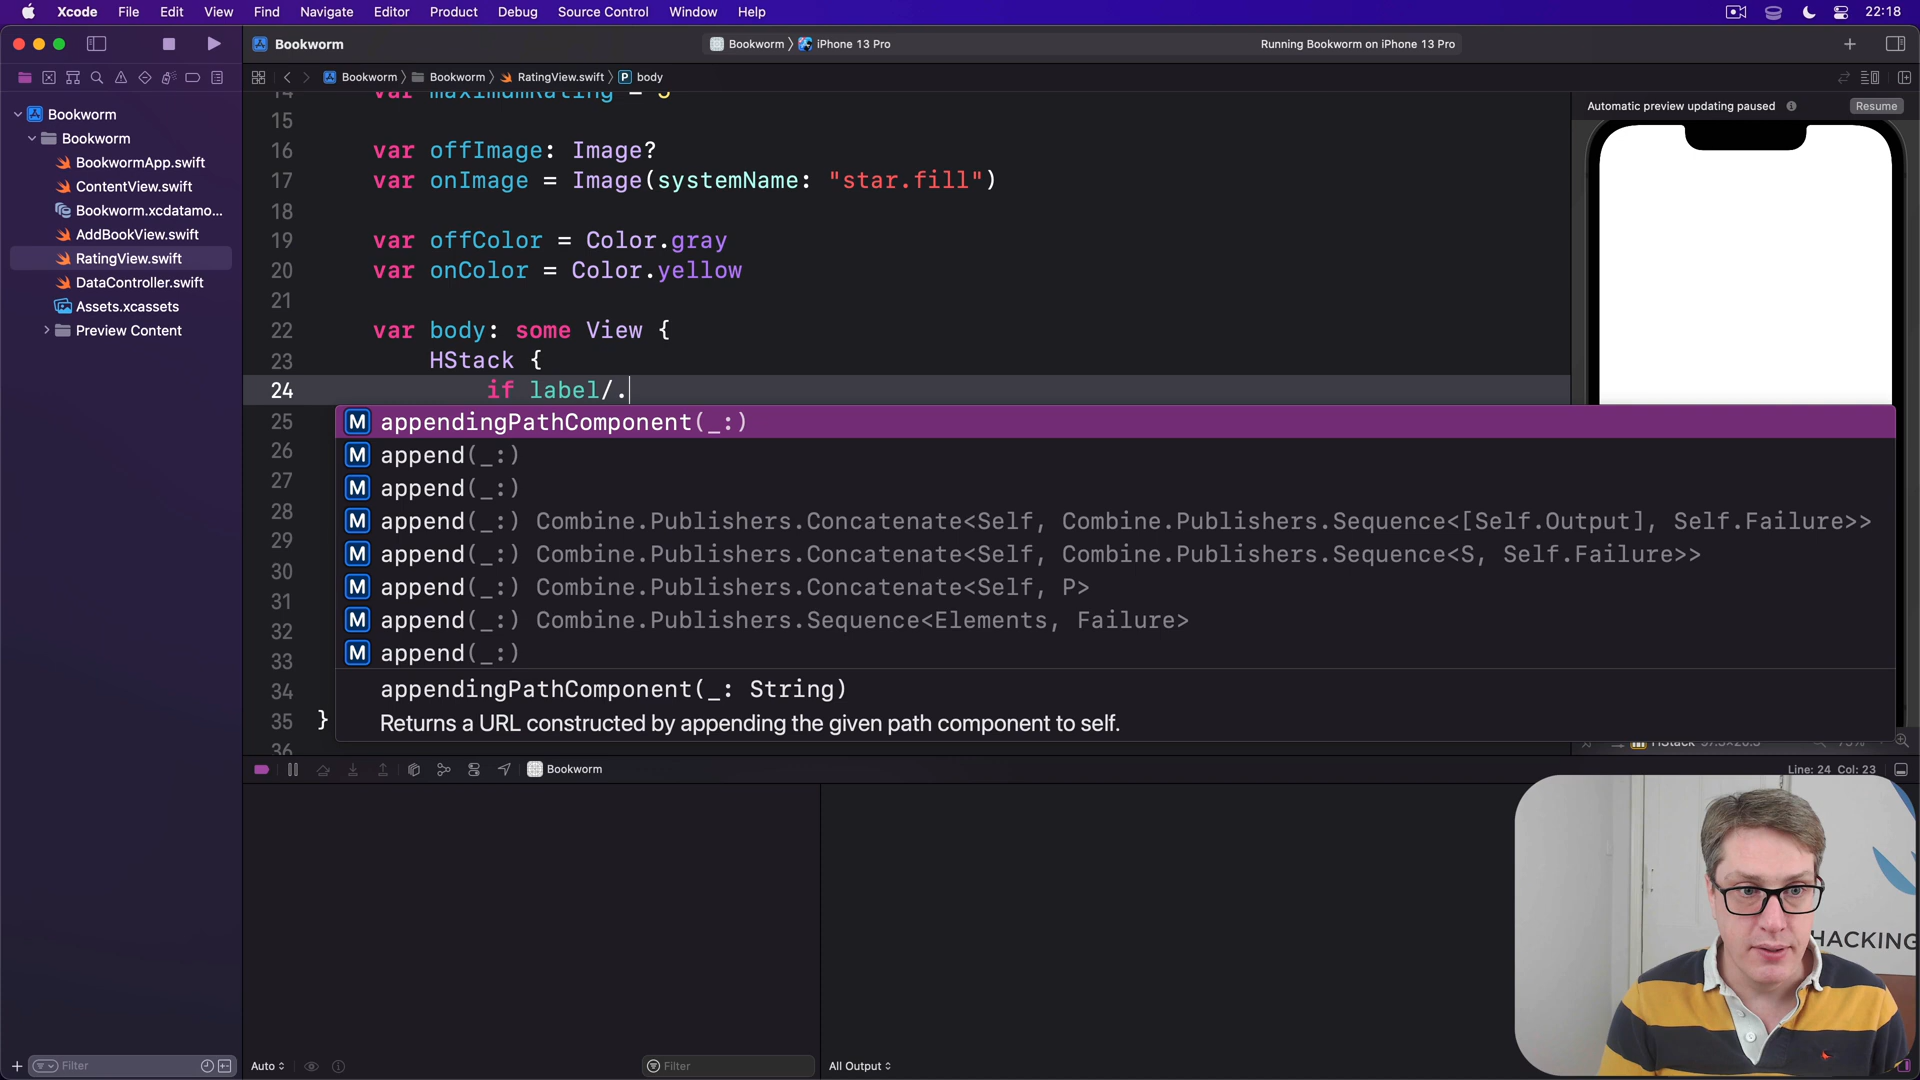 Xcode File Edit View Find Navigate Editor Product Debug Source Control Window Help 22:18
Bookworm
Bookworm iPhone 13 Pro
Running Bookworm on iPhone 13 Pro
Bookworm Bookworm RatingView.swift P body
Bookworm
Bookworm
BookwormApp.swift
ContentView.swift
Bookworm.xcdatamo...
AddBookView.swift
RatingView.swift
DataController.swift
Assets.xcassets
Preview Content
14 var maximumRating = 5
15
16 var offImage: Image?
17 var onImage = Image(systemName: "star.fill")
18
19 var offColor = Color.gray
20 var onColor = Color.yellow
21
22 var body: some View {
23 HStack {
24 if label/.
25
26
27
28
29
30
31
32
33
34
35 }
36
M appendingPathComponent(_:)
M append(_:)
M append(_:)
M append(_:) Combine.Publishers.Concatenate<Self, Combine.Publishers.Sequence<[Self.Output], Self.Failure>>
M append(_:) Combine.Publishers.Concatenate<Self, Combine.Publishers.Sequence<S, Self.Failure>>
M append(_:) Combine.Publishers.Concatenate<Self, P>
M append(_:) Combine.Publishers.Sequence<Elements, Failure>
M append(_:)
appendingPathComponent(_: String)
Returns a URL constructed by appending the given path component to self.
Automatic preview updating paused
Resume
HStack
Bookworm
Line: 24 Col: 23
HACKING
Filter
Auto
Filter
All Output